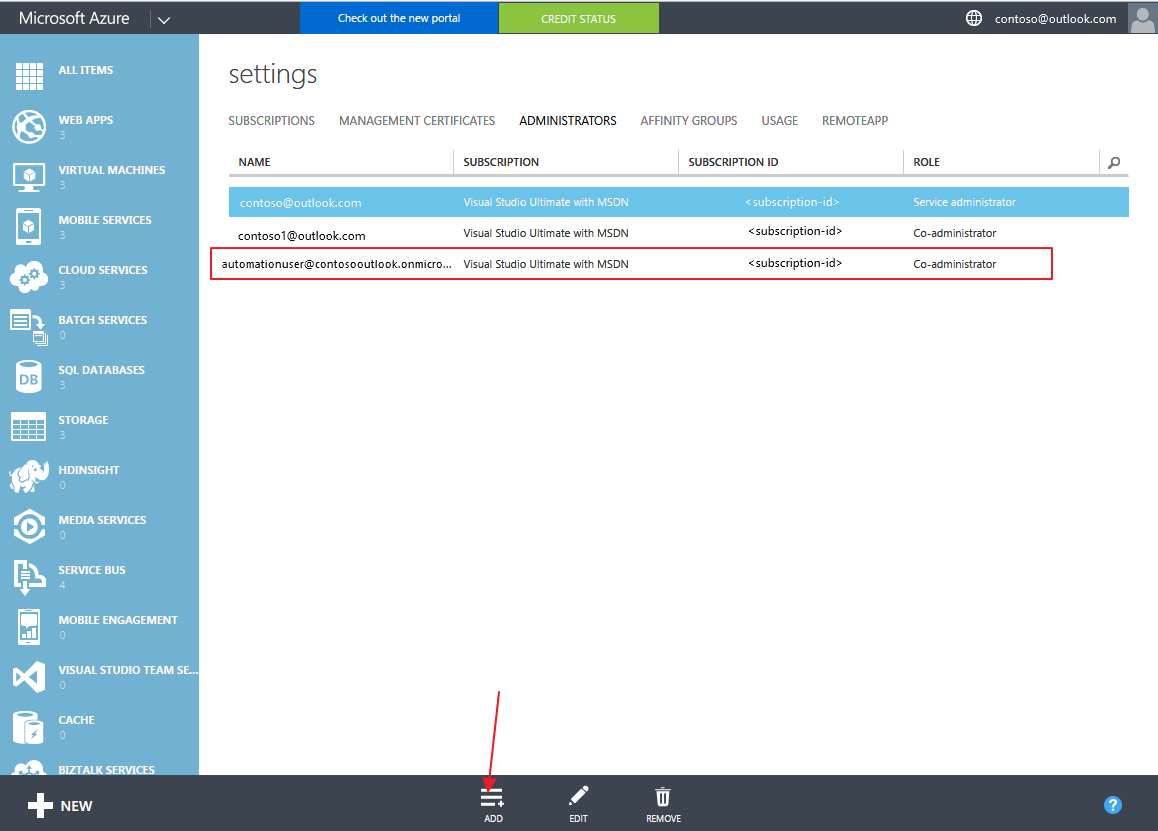 Microsoft Azure
Check out the new portal
CREDIT STATUS
contoso@outlook.com
ALL ITEMS
WEB APPS
3
VIRTUAL MACHINES
3
MOBILE SERVICES
3
CLOUD SERVICES
3
BATCH SERVICES
0
SQL DATABASES
3
DB
STORAGE
3
HDINSIGHT
0
MEDIA SERVICES
0
SERVICE BUS
4
MOBILE ENGAGEMENT
0
VISUAL STUDIO TEAM SE...
0
CACHE
0
BIZTALK SERVICES
settings
SUBSCRIPTIONS MANAGEMENT CERTIFICATES ADMINISTRATORS AFFINITY GROUPS USAGE REMOTEAPP
NAME SUBSCRIPTION SUBSCRIPTION ID ROLE
contoso@outlook.com Visual Studio Ultimate with MSDN <subscription-id> Service administrator
contoso1@outlook.com Visual Studio Ultimate with MSDN <subscription-id> Co-administrator
automationuser@contosooutlook.onmicro... Visual Studio Ultimate with MSDN <subscription-id> Co-administrator
NEW
ADD
EDIT
REMOVE
?